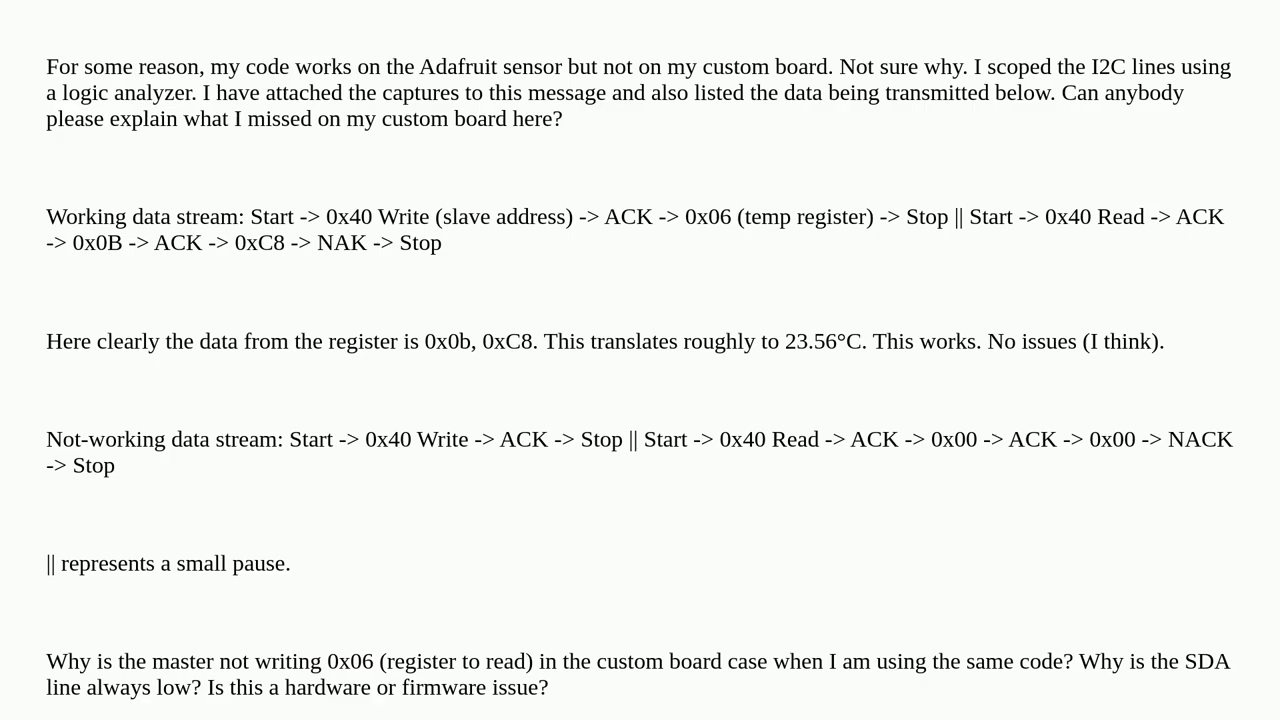 For some reason, my code works on the Adafruit sensor but not on my custom board. Not sure why. I scoped the I2C lines using
a logic analyzer. I have attached the captures to this message and also listed the data being transmitted below. Can anybody
please explain what I missed on my custom board here?
Working data stream: Start -> 0x40 Write (slave address) -> ACK -> 0x06 (temp register) -> Stop || Start -> 0x40 Read -> ACK
-> 0x0B -> ACK -> 0xC8 -> NAK -> Stop
Here clearly the data from the register is 0x0b, 0xC8. This translates roughly to 23.56°C. This works. No issues (I think).
Not-working data stream: Start -> 0x40 Write -> ACK -> Stop || Start -> 0x40 Read -> ACK -> 0x00 -> ACK -> 0x00 -> NACK
-> Stop
|| represents a small pause.
Why is the master not writing 0x06 (register to read) in the custom board case when I am using the same code? Why is the SDA
line always low? Is this a hardware or firmware issue?